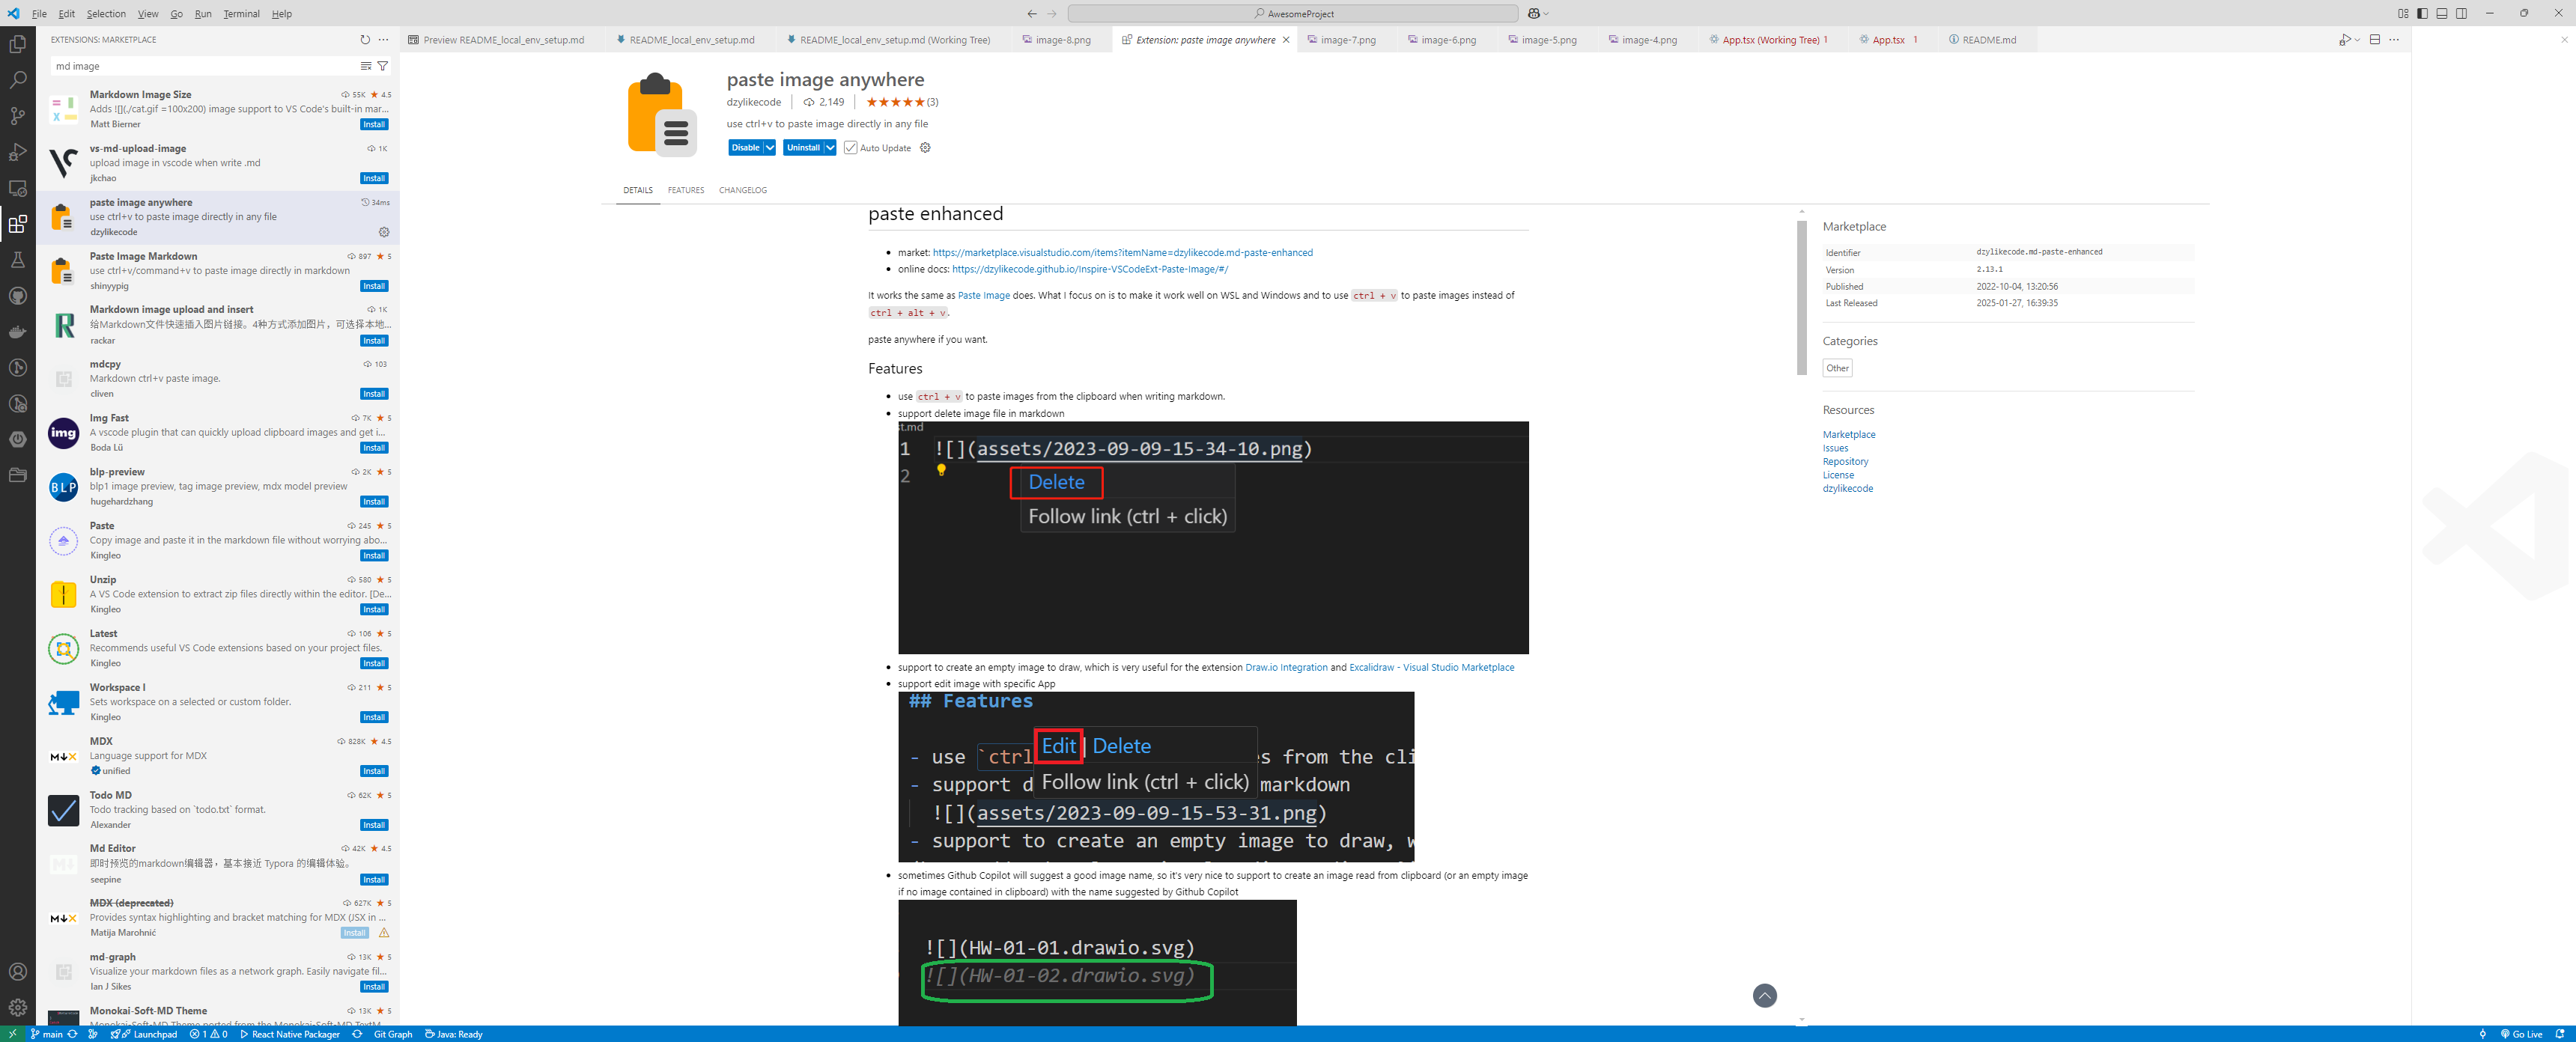 File Edit Selection View Go Run Terminal Help
AwesomeProject
EXTENSIONS: MARKETPLACE
md image
Markdown Image Size 55K 4.5
Adds ![](./cat.gif =100x200) image support to VS Code's built-in mar...
Matt Bierner Install
vs-md-upload-image 1K
upload image in vscode when write .md
jkchao Install
paste image anywhere 34ms
use ctrl+v to paste image directly in any file
dzylikecode
Paste Image Markdown 897 5
use ctrl+v/command+v to paste image directly in markdown
shinyypig Install
Markdown image upload and insert 1K
给Markdown文件快速插入图片链接。4种方式添加图片，可选择本地...
rackar Install
mdcpy 103
Markdown ctrl+v paste image.
cliven Install
Img Fast 7K 5
A vscode plugin that can quickly upload clipboard images and get i...
Boda Lü Install
img
blp-preview 2K 5
blp1 image preview, tag image preview, mdx model preview
hugehardzhang Install
BLP
Paste 245 5
Copy image and paste it in the markdown file without worrying abo...
Kingleo Install
Unzip 580 5
A VS Code extension to extract zip files directly within the editor. [De...
Kingleo Install
Latest 106 5
Recommends useful VS Code extensions based on your project files.
Kingleo Install
Workspace I 211 5
Sets workspace on a selected or custom folder.
Kingleo Install
MDX 828K 4.5
Language support for MDX
unified Install
Todo MD 62K 5
Todo tracking based on `todo.txt` format.
Alexander Install
Md Editor 42K 4.5
即时预览的markdown编辑器，基本接近 Typora 的编辑体验。
seepine Install
MDX (deprecated) 627K 5
Provides syntax highlighting and bracket matching for MDX (JSX in ...
Matija Marohnić Install
md-graph 13K 5
Visualize your markdown files as a network graph. Easily navigate fil...
Ian J Sikes Install
Monokai-Soft-MD Theme 13K 5
Monokai-Soft-MD Theme ported from the Monokai-Soft-MD TextM...
Preview README_local_env_setup.md README_local_env_setup.md README_local_env_setup.md (Working Tree) image-8.png Extension: paste image anywhere image-7.png image-6.png image-5.png image-4.png App.tsx (Working Tree) 1 App.tsx 1 README.md
paste image anywhere
dzylikecode 2,149 (3)
use ctrl+v to paste image directly in any file
Disable Uninstall Auto Update
DETAILS FEATURES CHANGELOG
paste enhanced
market: https://marketplace.visualstudio.com/items?itemName=dzylikecode.md-paste-enhanced
online docs: https://dzylikecode.github.io/Inspire-VSCodeExt-Paste-Image/#/
It works the same as Paste Image does. What I focus on is to make it work well on WSL and Windows and to use ctrl + v to paste images instead of
ctrl + alt + v.
paste anywhere if you want.
Features
use ctrl + v to paste images from the clipboard when writing markdown.
support delete image file in markdown
st.md
1 ![](assets/2023-09-09-15-34-10.png)
2
Delete
Follow link (ctrl + click)
support to create an empty image to draw, which is very useful for the extension Draw.io Integration and Excalidraw - Visual Studio Marketplace
support edit image with specific App
## Features
Edit | Delete
- use `ctrl es from the cli
Follow link (ctrl + click)
- support d markdown
![](assets/2023-09-09-15-53-31.png)
- support to create an empty image to draw, w
sometimes Github Copilot will suggest a good image name, so it's very nice to support to create an image read from clipboard (or an empty image
if no image contained in clipboard) with the name suggested by Github Copilot
![](HW-01-01.drawio.svg)
![](HW-01-02.drawio.svg)
Marketplace
Identifier dzylikecode.md-paste-enhanced
Version 2.13.1
Published 2022-10-04, 13:20:56
Last Released 2025-01-27, 16:39:35
Categories
Other
Resources
Marketplace
Issues
Repository
License
dzylikecode
main Launchpad 1 0 React Native Packager Git Graph Java: Ready Go Live